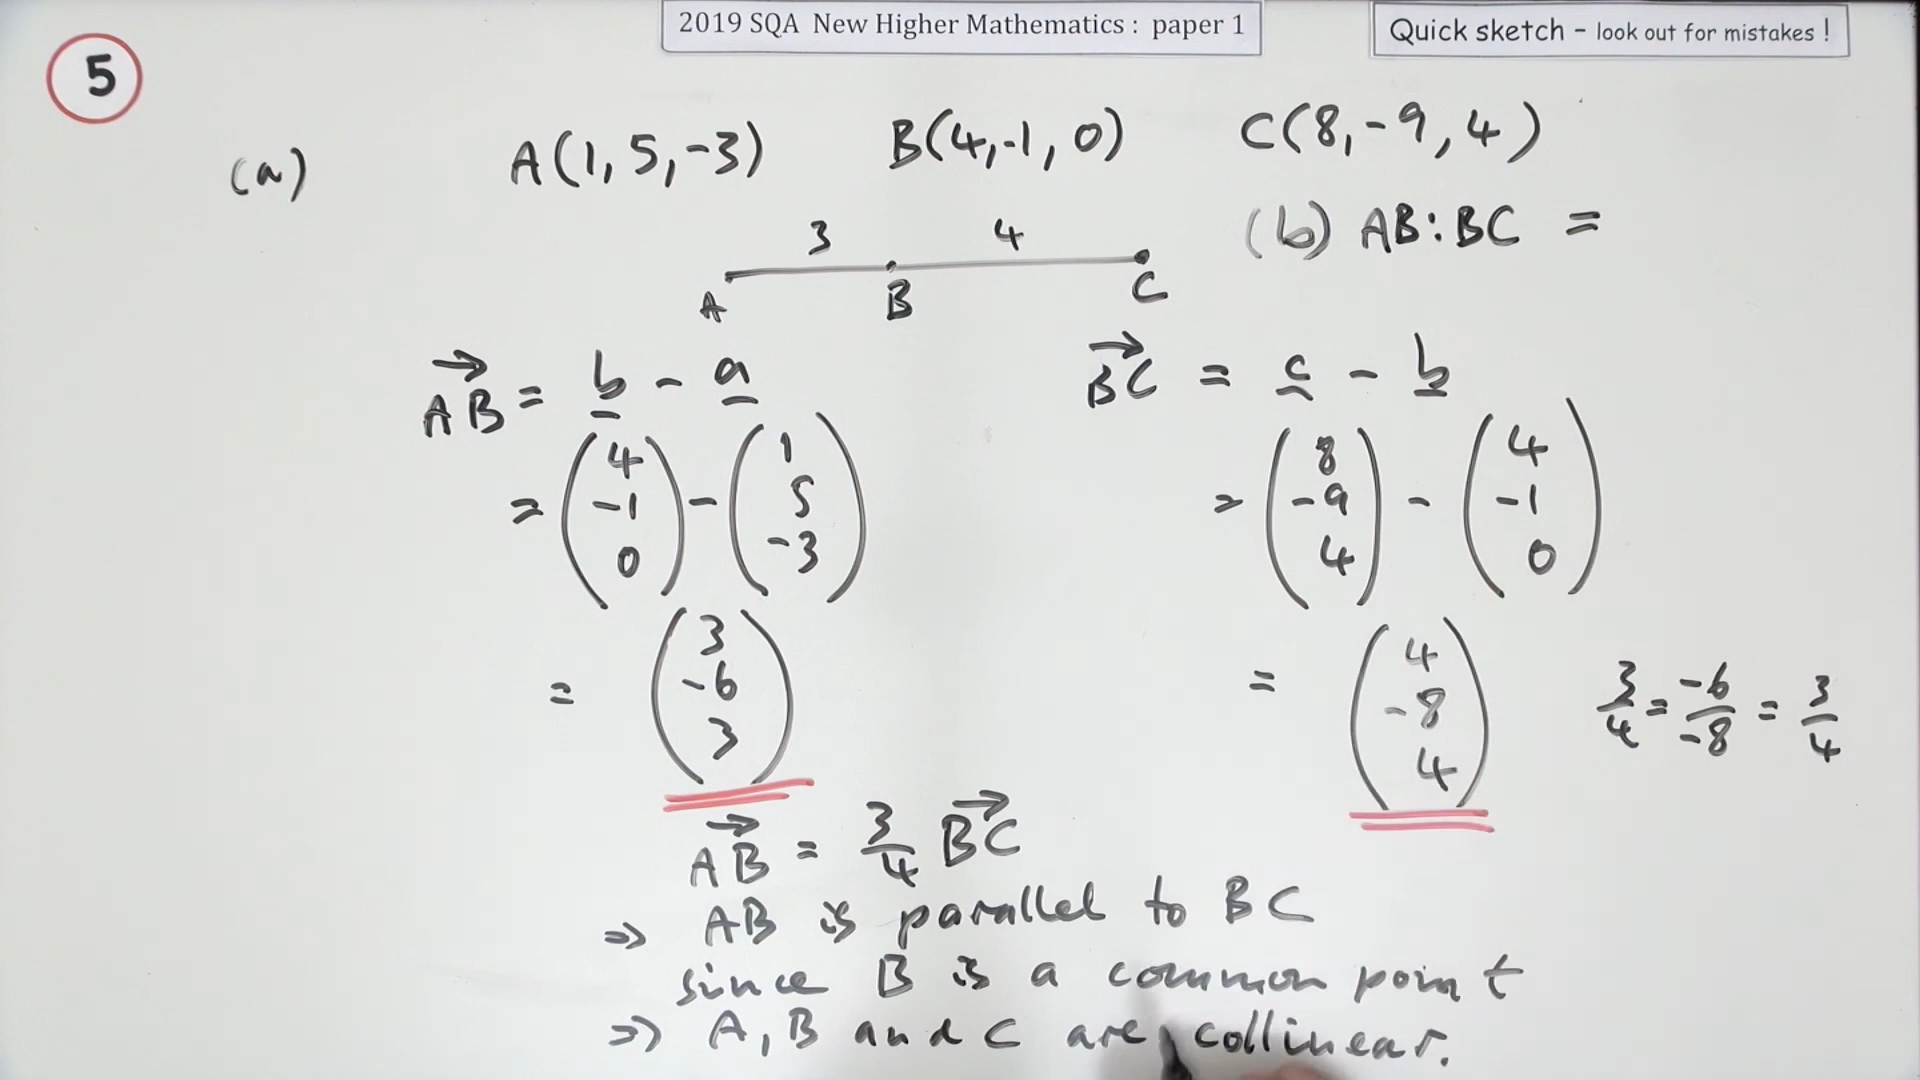 2019 SQA New Higher Mathematics : paper 1
Quick sketch – look out for mistakes !
5
(a) A(1, 5, -3) B(4, -1, 0) C(8, -9, 4)
(b) AB:BC =
3 4
A B C
→AB = b - a
→BC = c - b
= (4 -1 0) - (1 5 -3)
= (8 -9 4) - (4 -1 0)
= (3 -6 3)
= (4 -8 4)
3/4 = -6/-8 = 3/4
→AB = 3/4 →BC
⇒ AB is parallel to BC
since B is a common point
⇒ A, B and C are collinear.